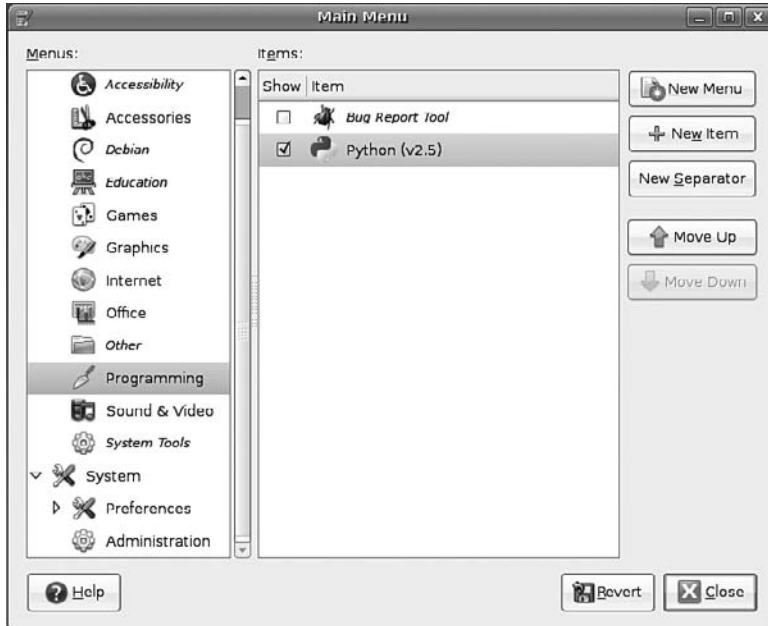 Main Menu
Menus:
Items:
Accessibility
Accessories
Debian
Education
Games
Graphics
Internet
Office
Other
Programming
Sound & Video
System Tools
System
Preferences
Administration
Show Item
Bug Report Tool
Python (v2.5)
New Menu
New Item
New Separator
Move Up
Move Down
Help
Revert
Close